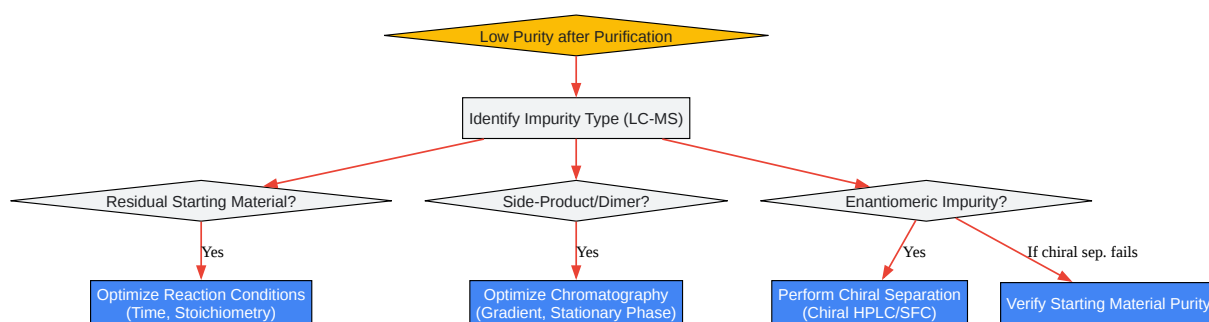 Low Purity after Purification
Identify Impurity Type (LC-MS)
Residual Starting Material?
Side-Product/Dimer?
Enantiomeric Impurity?
Yes
Yes
Yes
If chiral sep. fails
Optimize Reaction Conditions
(Time, Stoichiometry)
Optimize Chromatography
(Gradient, Stationary Phase)
Perform Chiral Separation
(Chiral HPLC/SFC)
Verify Starting Material Purity